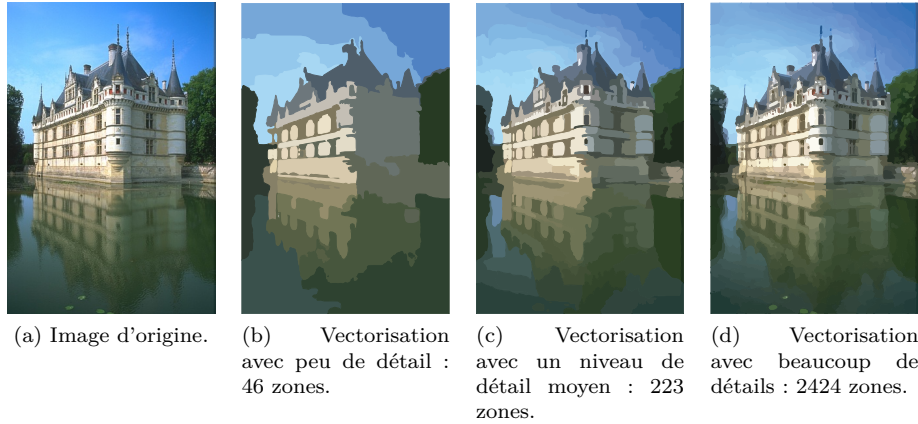 (a) Image d'origine.
(b) Vectorisation
avec peu de détail :
46 zones.
(c) Vectorisation
avec un niveau de
détail moyen : 223
zones.
(d) Vectorisation
avec beaucoup de
détails : 2424 zones.